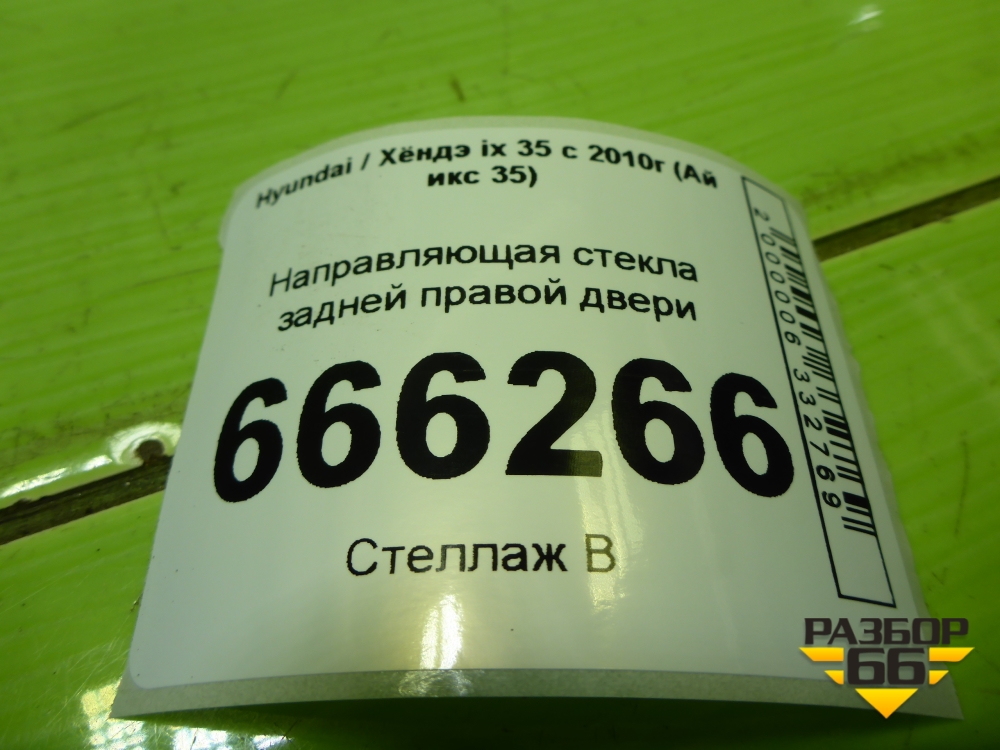 Hyundai / Хёндэ ix 35 с 2010г (Ай
икс 35)
Направляющая стекла
задней правой двери
666266
Стеллаж В
2000006332769
РАЗБОР
66